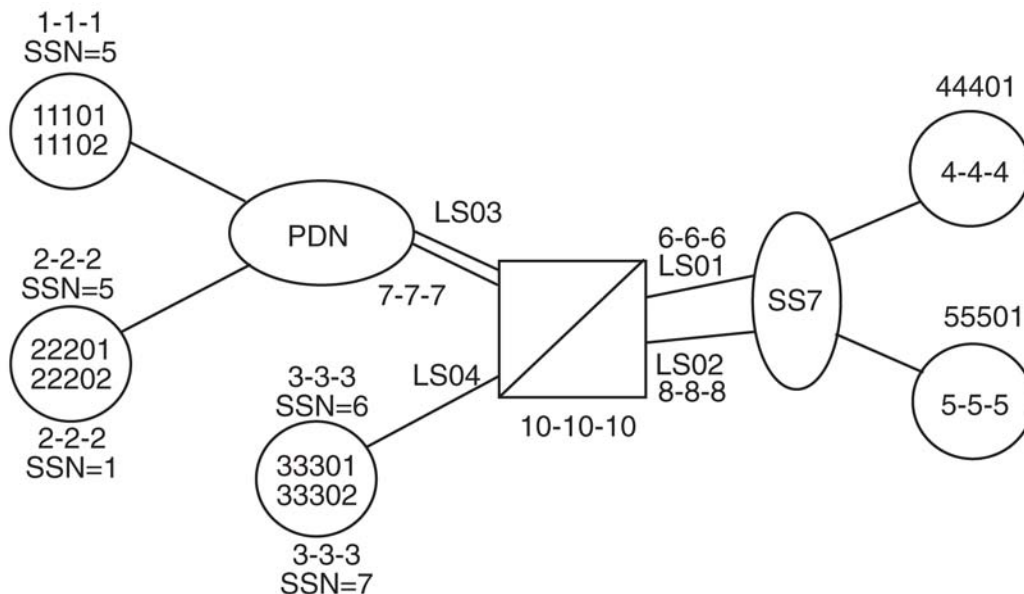 1-1-1
SSN=5
11101
11102
2-2-2
SSN=5
22201
22202
2-2-2
SSN=1
PDN
LS03
7-7-7
LS04
3-3-3
SSN=6
33301
33302
3-3-3
SSN=7
10-10-10
6-6-6
LS01
LS02
8-8-8
SS7
44401
4-4-4
55501
5-5-5